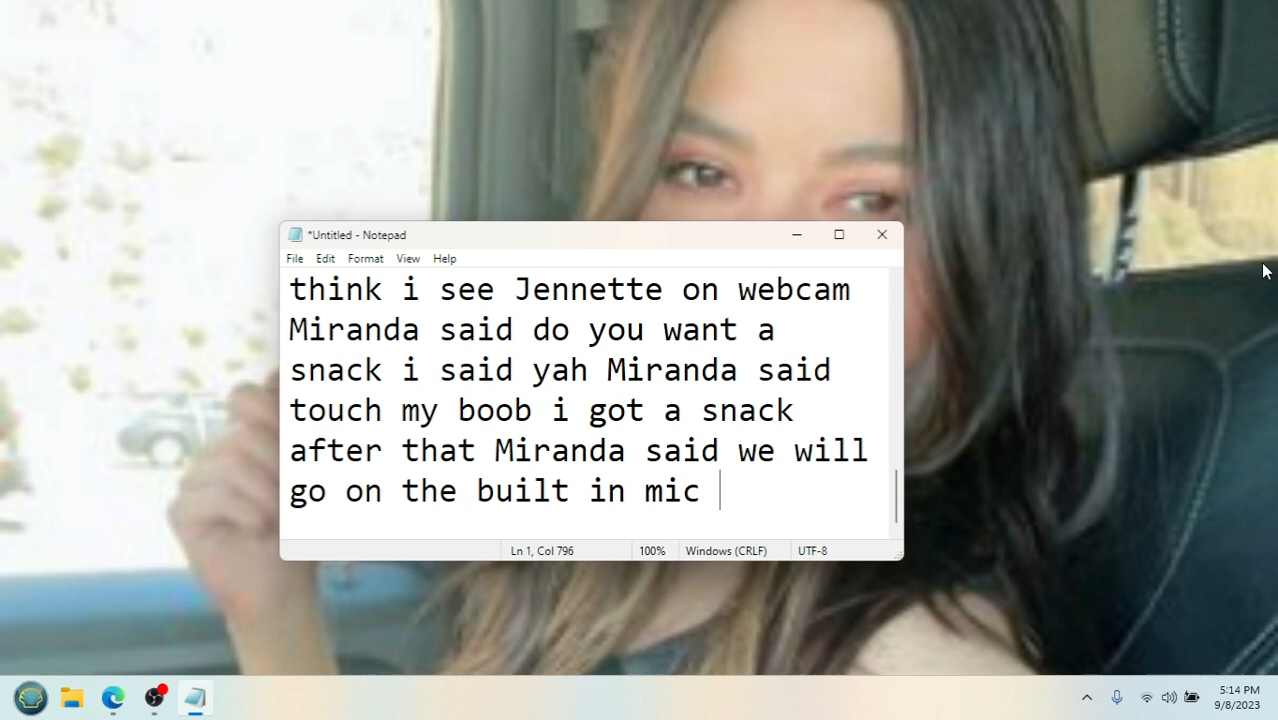 *Untitled - Notepad
File Edit Format View Help
think i see Jennette on webcam
Miranda said do you want a
snack i said yah Miranda said
touch my boob i got a snack
after that Miranda said we will
go on the built in mic
Ln 1, Col 796 100% Windows (CRLF) UTF-8
5:14 PM
9/8/2023